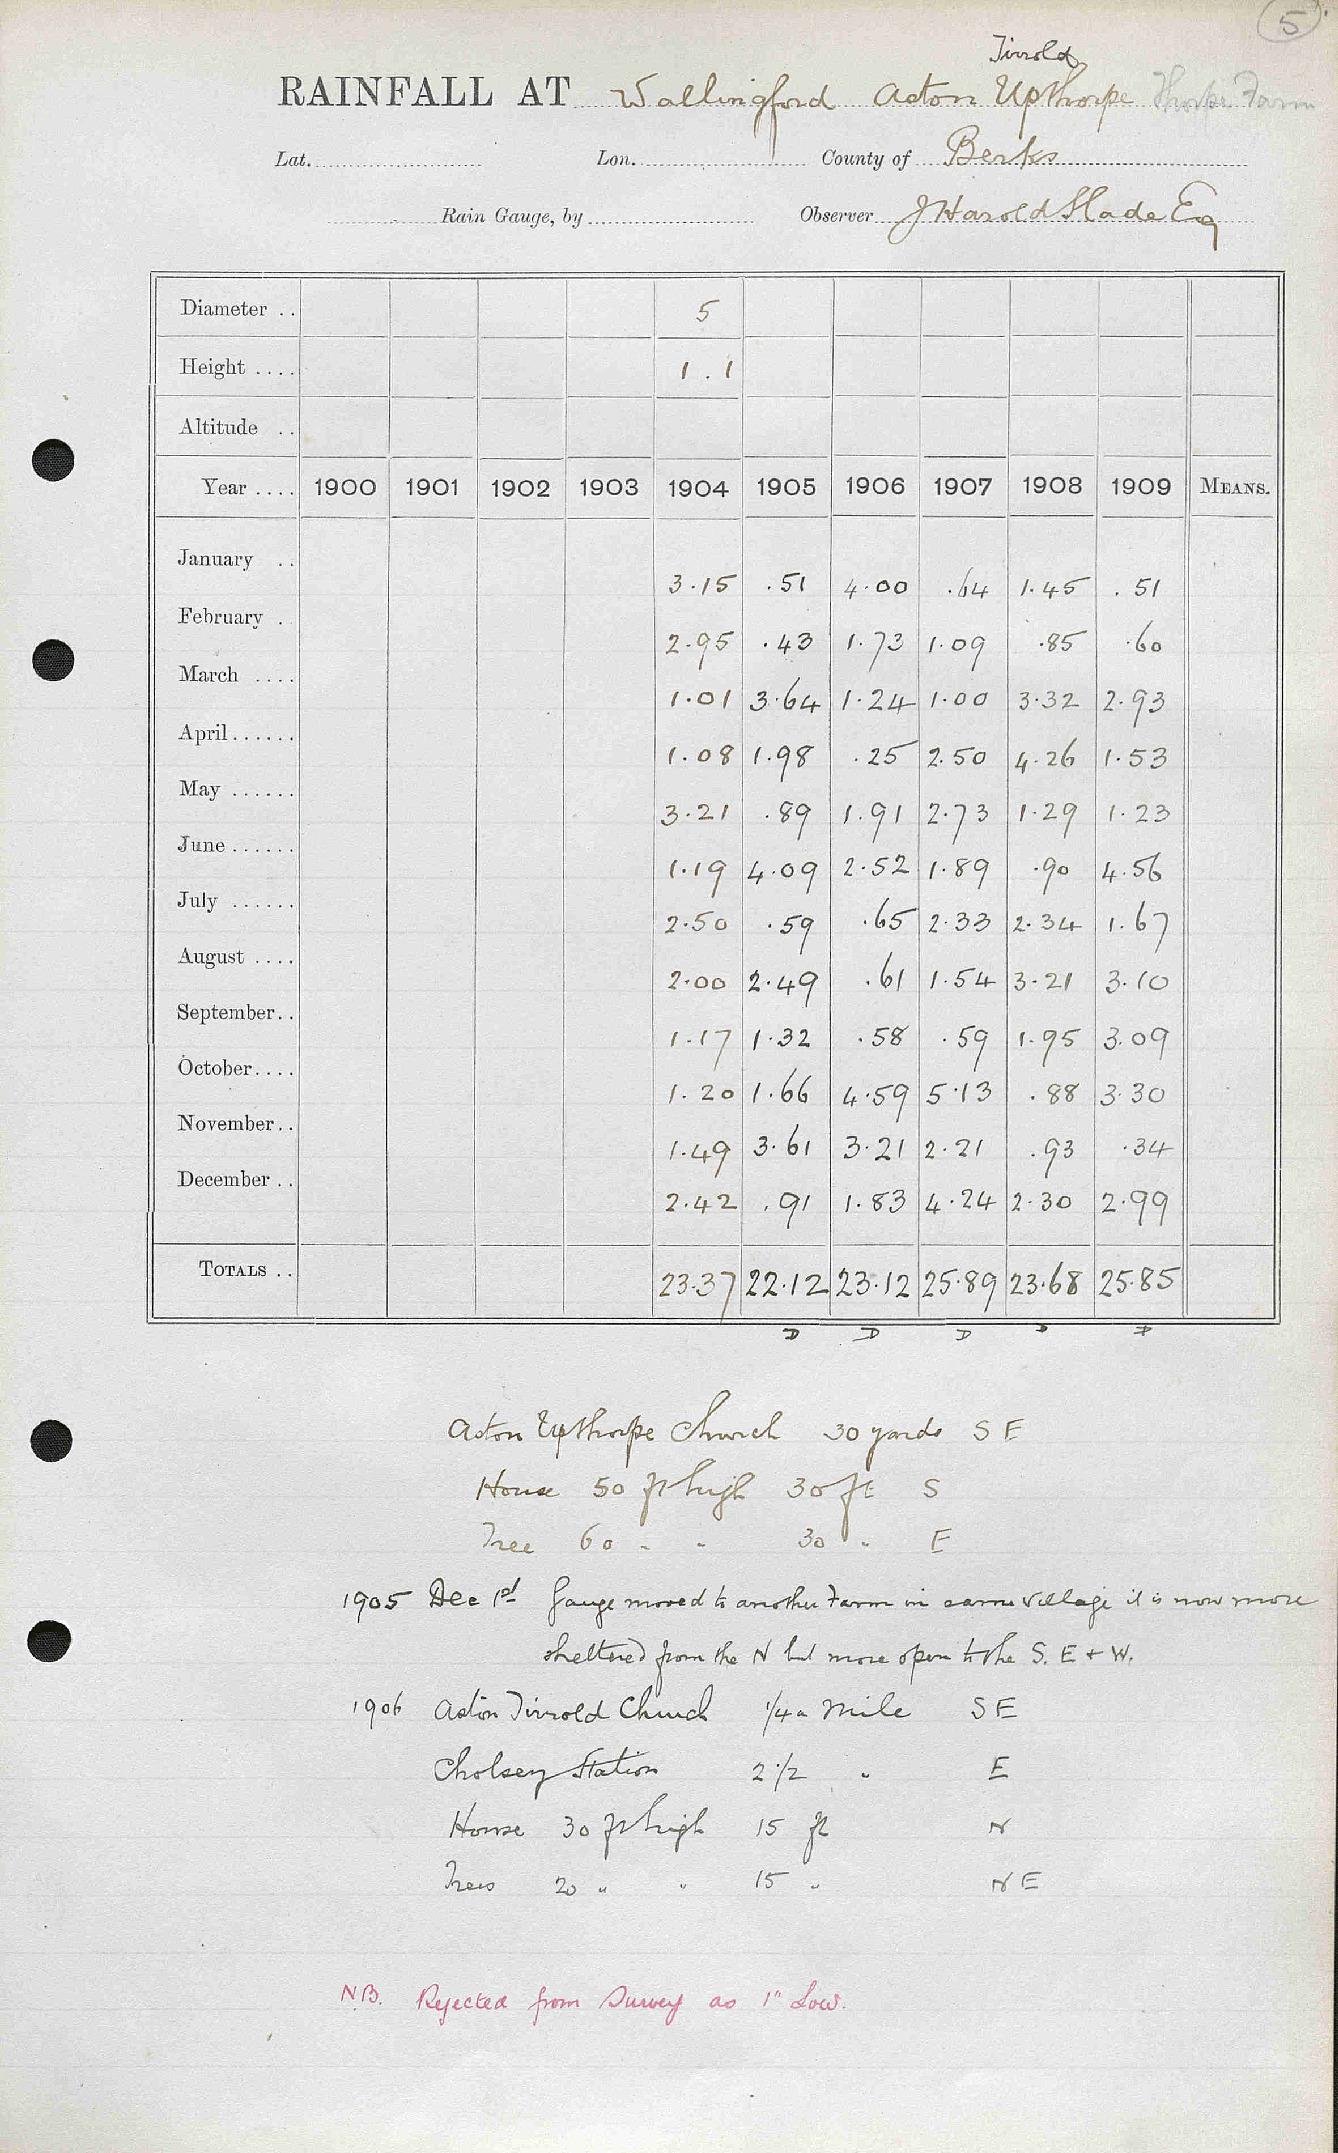 5
Tirrold
RAINFALL AT Wallingford Aston Upthorpe Thorpe Farm
Lat. Lon. County of Berks
Rain Gauge, by Observer J Harold Slade Esq
Diameter .. 5
Height .... 1.1
Altitude ..
Year .... 1900 1901 1902 1903 1904 1905 1906 1907 1908 1909 MEANS.
January .. 3.15 .51 4.00 .64 1.45 .51
February . 2.95 .43 1.73 1.09 .85 .60
March .... 1.01 3.64 1.24 1.00 3.32 2.93
April...... 1.08 1.98 .25 2.50 4.26 1.53
May ...... 3.21 .89 1.91 2.73 1.29 1.23
June ...... 1.19 4.09 2.52 1.89 .90 4.56
July ...... 2.50 .59 .65 2.33 2.34 1.67
August .... 2.00 2.49 .61 1.54 3.21 3.10
September.. 1.17 1.32 .58 .59 1.95 3.09
October.... 1.20 1.66 4.59 5.13 .88 3.30
November.. 1.49 3.61 3.21 2.21 .93 .34
December .. 2.42 .91 1.83 4.24 2.30 2.99
TOTALS .. 23.37 22.12 23.12 25.89 23.68 25.85
D D D D D
Aston Upthorpe Church 30 yards S E
House 50 ft high 30 ft S
Tree 60 " " 30 " E
1905 Dec 1st Gauge moved to another Farm in same village it is now more
sheltered from the N but more open to the S. E + W.
1906 Aston Tirrold Church 1/4 a mile S E
Cholsey Station 2 1/2 " E
House 30 ft high 15 ft N
Trees 20 " " 15 " N E
N.B. Rejected from Survey as 1" Low.